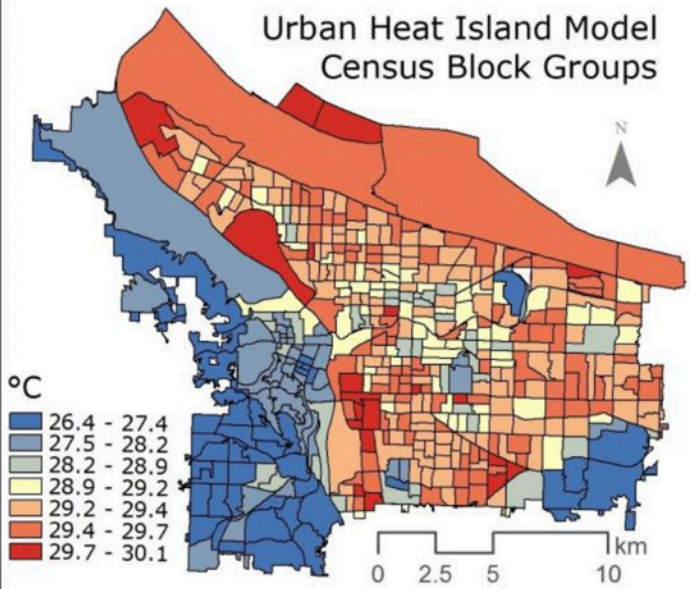 Urban Heat Island Model
Census Block Groups
N
°C
26.4 - 27.4
27.5 - 28.2
28.2 - 28.9
28.9 - 29.2
29.2 - 29.4
29.4 - 29.7
29.7 - 30.1
km
0 2.5 5 10